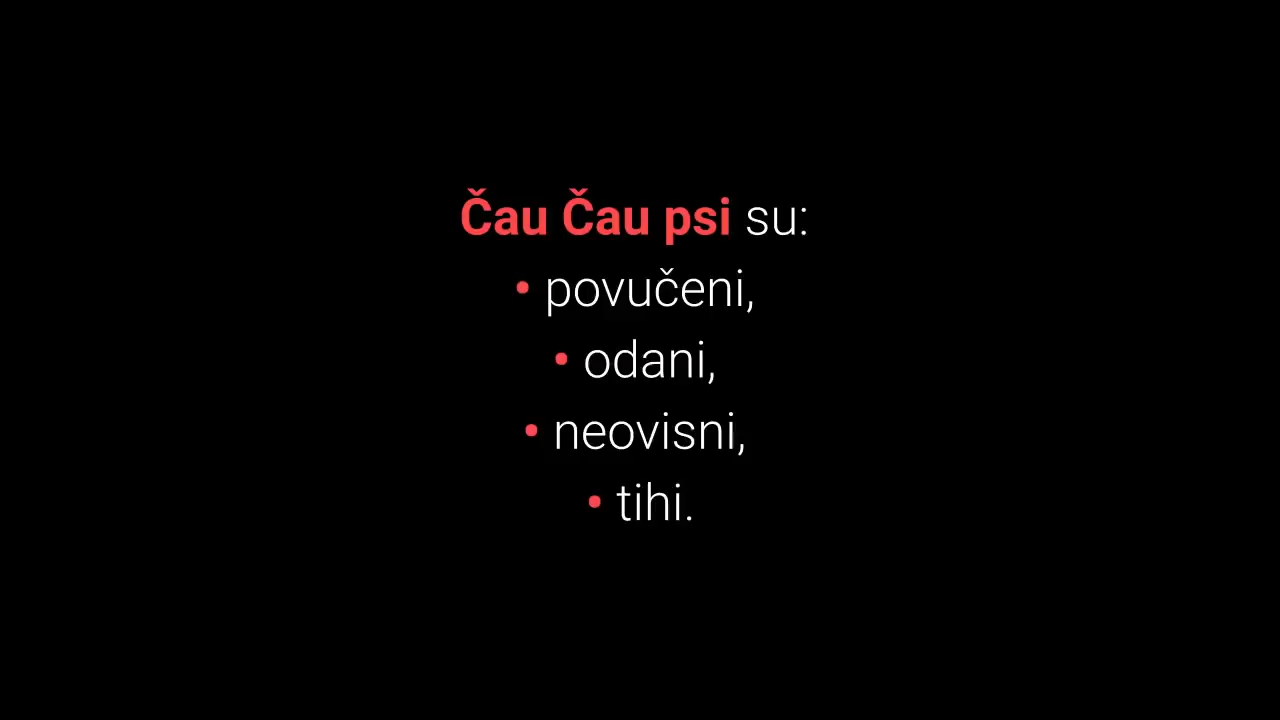 Čau Čau psi su:
• povučeni,
• odani,
• neovisni,
• tihi.